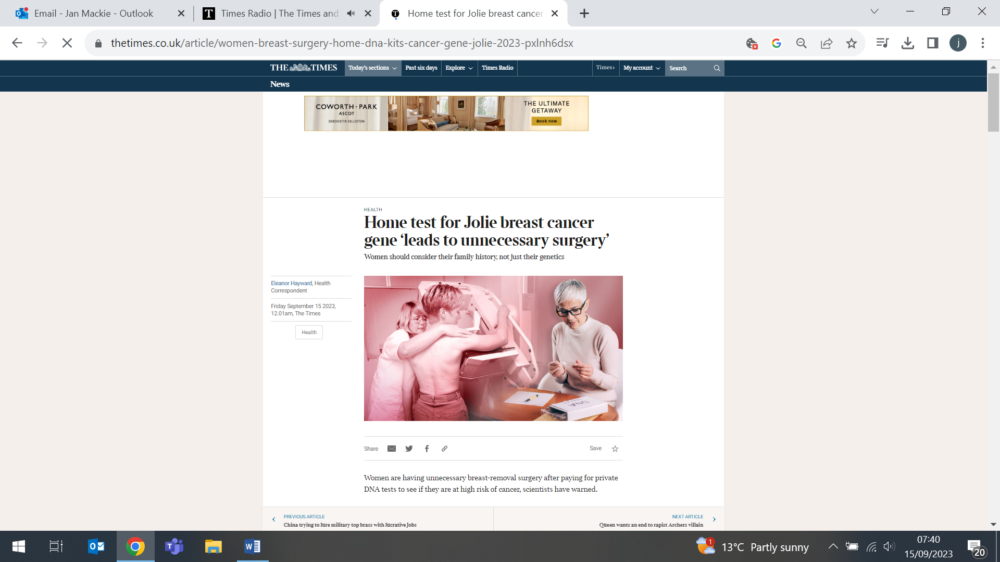 Email - Jan Mackie - Outlook
Times Radio | The Times and
Home test for Jolie breast cancer
thetimes.co.uk/article/women-breast-surgery-home-dna-kits-cancer-gene-jolie-2023-pxlnh6dsx
j
THE TIMES
Today's sections
Past six days
Explore
Times Radio
Times+
My account
Search
News
COWORTH · PARK
ASCOT
DORCHESTER COLLECTION
THE ULTIMATE
GETAWAY
Book now
HEALTH
Home test for Jolie breast cancer
gene ‘leads to unnecessary surgery’
Women should consider their family history, not just their genetics
Eleanor Hayward, Health
Correspondent
Friday September 15 2023,
12.01am, The Times
Health
DNA
Share
Save
Women are having unnecessary breast-removal surgery after paying for private
DNA tests to see if they are at high risk of cancer, scientists have warned.
PREVIOUS ARTICLE
China trying to lure military top brass with lucrative jobs
NEXT ARTICLE
Queen wants an end to rapist Archers villain
1
13°C Partly sunny
07:40
15/09/2023
20